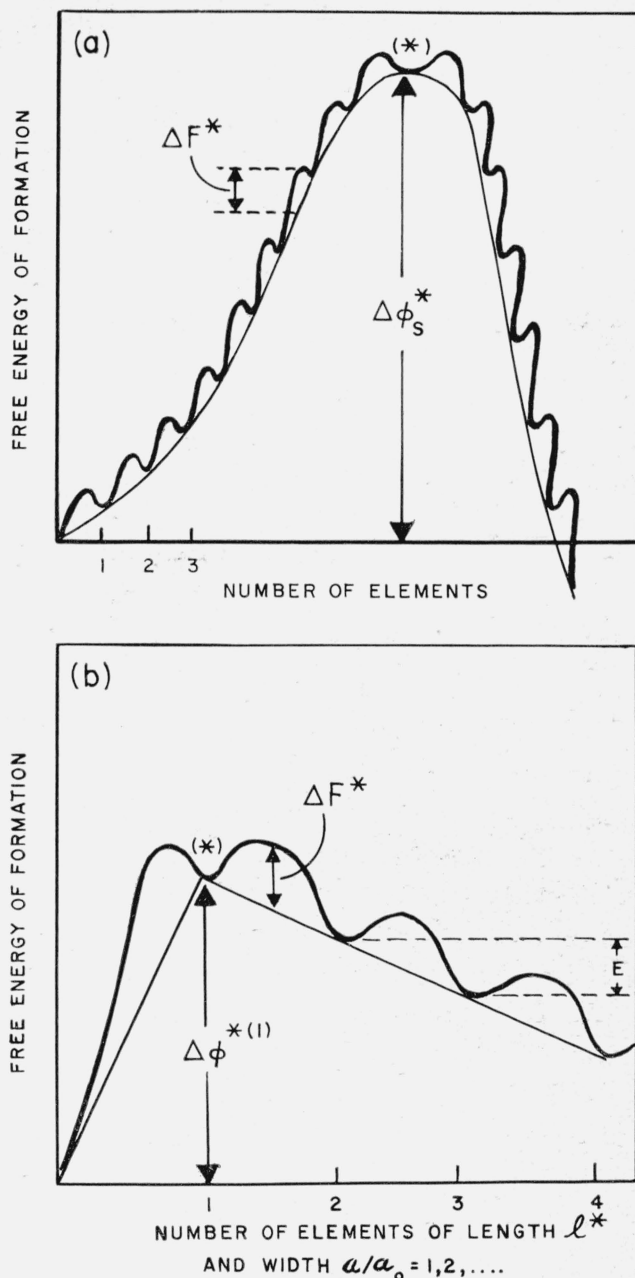 (a)
(*)
ΔF*
Δϕs*
FREE ENERGY OF FORMATION
1 2 3
NUMBER OF ELEMENTS
(b)
ΔF*
(*)
E
Δϕ*(1)
FREE ENERGY OF FORMATION
1 2 3 4
NUMBER OF ELEMENTS OF LENGTH ℓ*
AND WIDTH a/a₀ = 1,2, ....